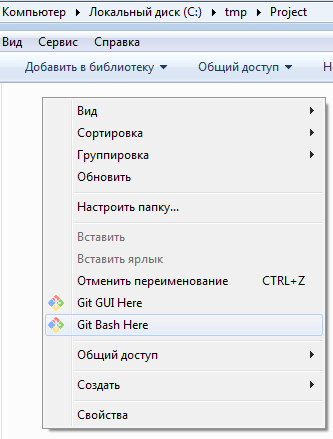 Компьютер ▸ Локальный диск (C:) ▸ tmp ▸ Project
Вид Сервис Справка
Добавить в библиотеку ▼ Общий доступ ▼
Вид
Сортировка
Группировка
Обновить
Настроить папку...
Вставить
Вставить ярлык
Отменить переименование CTRL+Z
Git GUI Here
Git Bash Here
Общий доступ
Создать
Свойства